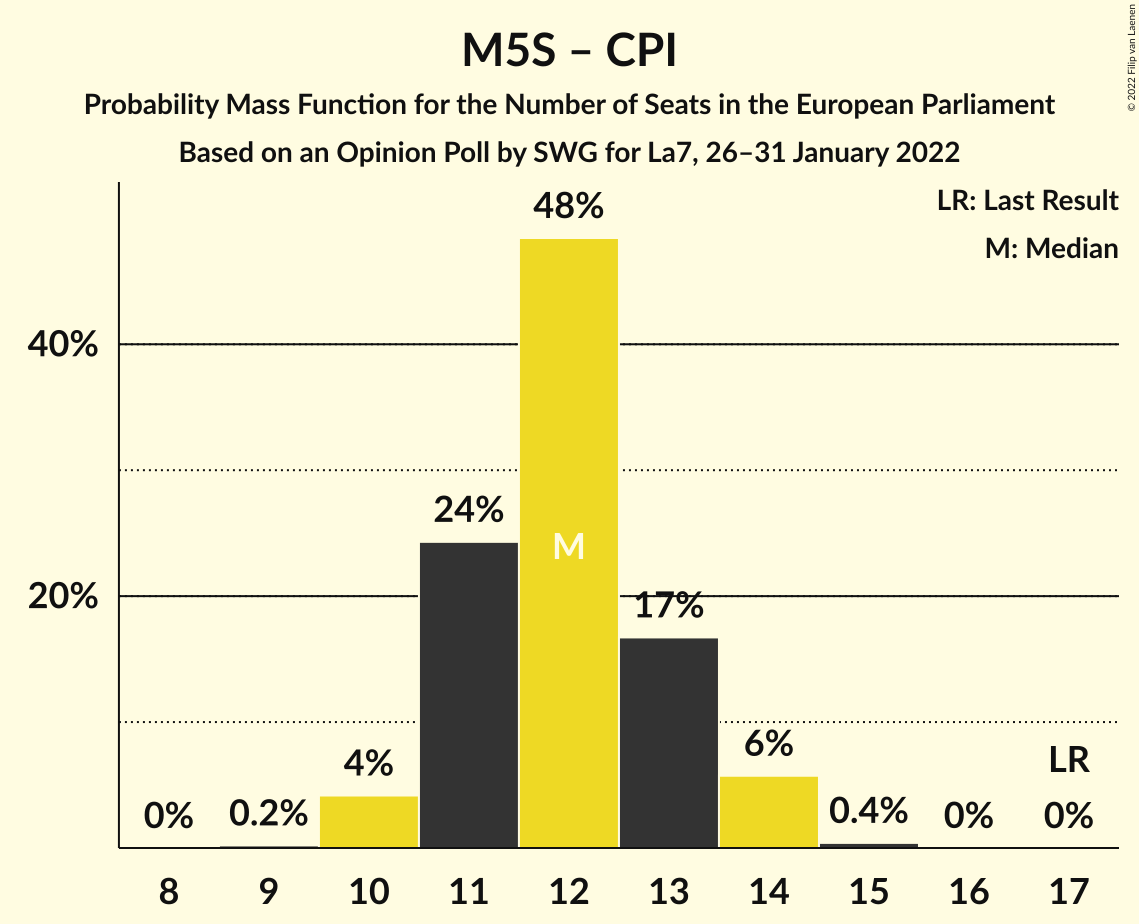 M5S – CPI
Probability Mass Function for the Number of Seats in the European Parliament
Based on an Opinion Poll by SWG for La7, 26–31 January 2022
© 2022 Filip van Laenen
LR: Last Result
M: Median
48%
40%
24%
M
20%
17%
6%
4%
LR
0%
0.2%
0.4%
0%
0%
8 9 10 11 12 13 14 15 16 17